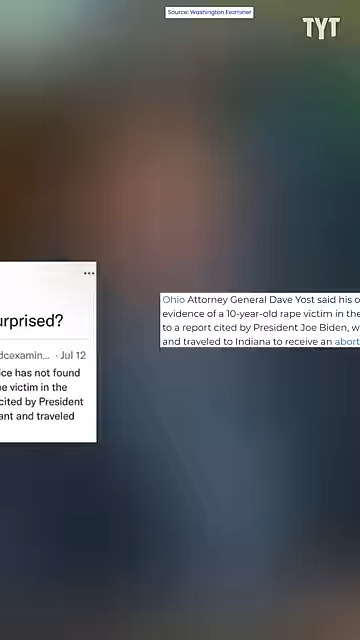 Source: Washington Examiner
TYT
urprised?
dcexamin... · Jul 12
ice has not found
pe victim in the
cited by President
ant and traveled
Ohio Attorney General Dave Yost said his o
evidence of a 10-year-old rape victim in the
to a report cited by President Joe Biden, w
and traveled to Indiana to receive an abort